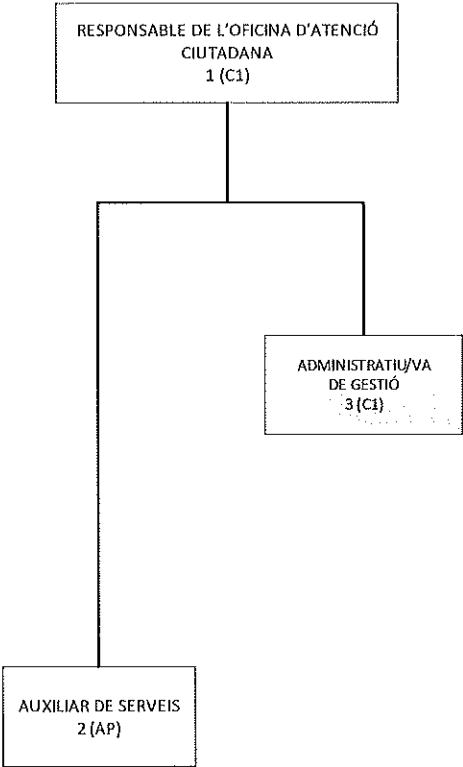 RESPONSABLE DE L'OFICINA D'ATENCIÓ
CIUTADANA
1 (C1)
ADMINISTRATIU/VA
DE GESTIÓ
3 (C1)
AUXILIAR DE SERVEIS
2 (AP)